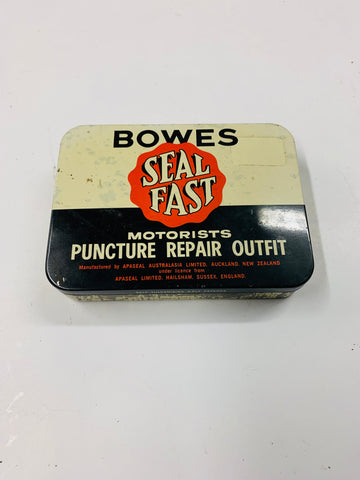 BOWES
SEAL
FAST
MOTORISTS
PUNCTURE REPAIR OUTFIT
Manufactured by APASEAL AUSTRALASIA LIMITED, AUCKLAND, NEW ZEALAND
under licence from
APASEAL LIMITED, HAILSHAM, SUSSEX, ENGLAND.